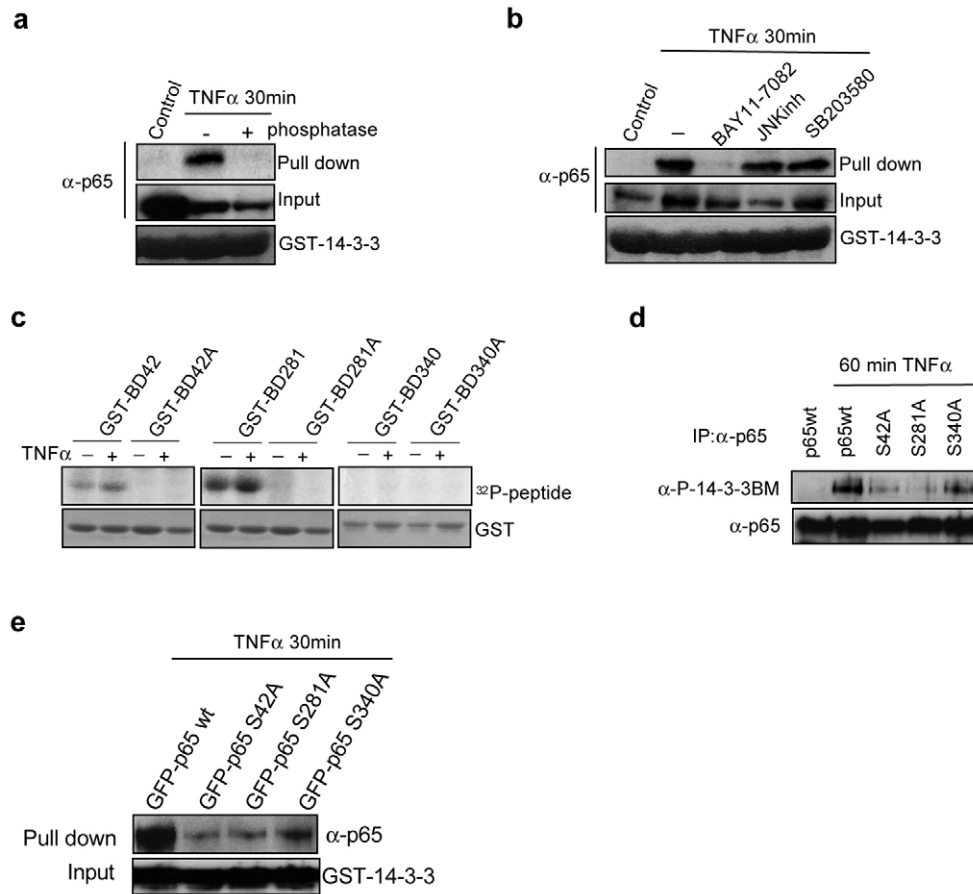 a
Control
TNFα 30min
- + phosphatase
α-p65
Pull down
Input
GST-14-3-3
b
TNFα 30min
Control
–
BAY11-7082
JNKinh
SB203580
α-p65
Pull down
Input
GST-14-3-3
c
GST-BD42
GST-BD42A
GST-BD281
GST-BD281A
GST-BD340
GST-BD340A
TNFα – + – + – + – + – + – +
32P-peptide
GST
d
60 min TNFα
p65wt
p65wt
S42A
S281A
S340A
IP:α-p65
α-P-14-3-3BM
α-p65
e
TNFα 30min
GFP-p65 wt
GFP-p65 S42A
GFP-p65 S281A
GFP-p65 S340A
Pull down α-p65
Input GST-14-3-3